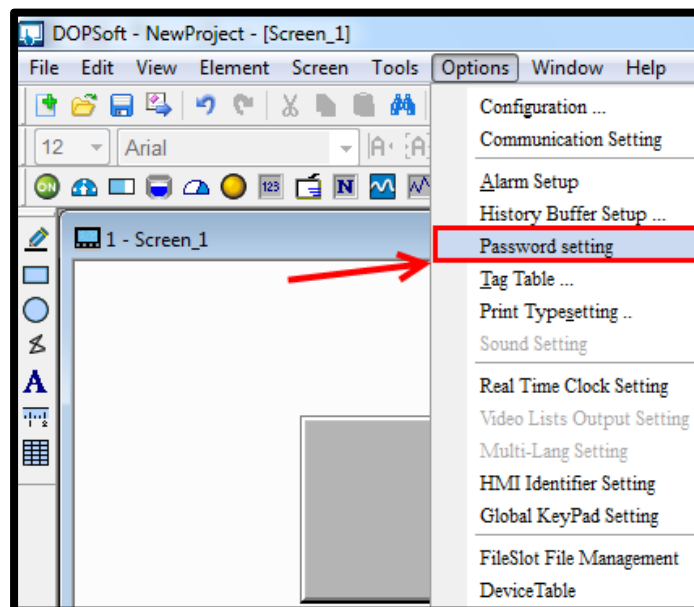 DOPSoft - NewProject - [Screen_1]
File Edit View Element Screen Tools Options Window Help
12 Arial
ON 123 N
1 - Screen_1
A
Configuration ...
Communication Setting
Alarm Setup
History Buffer Setup ...
Password setting
Tag Table ...
Print Typesetting ..
Sound Setting
Real Time Clock Setting
Video Lists Output Setting
Multi-Lang Setting
HMI Identifier Setting
Global KeyPad Setting
FileSlot File Management
DeviceTable